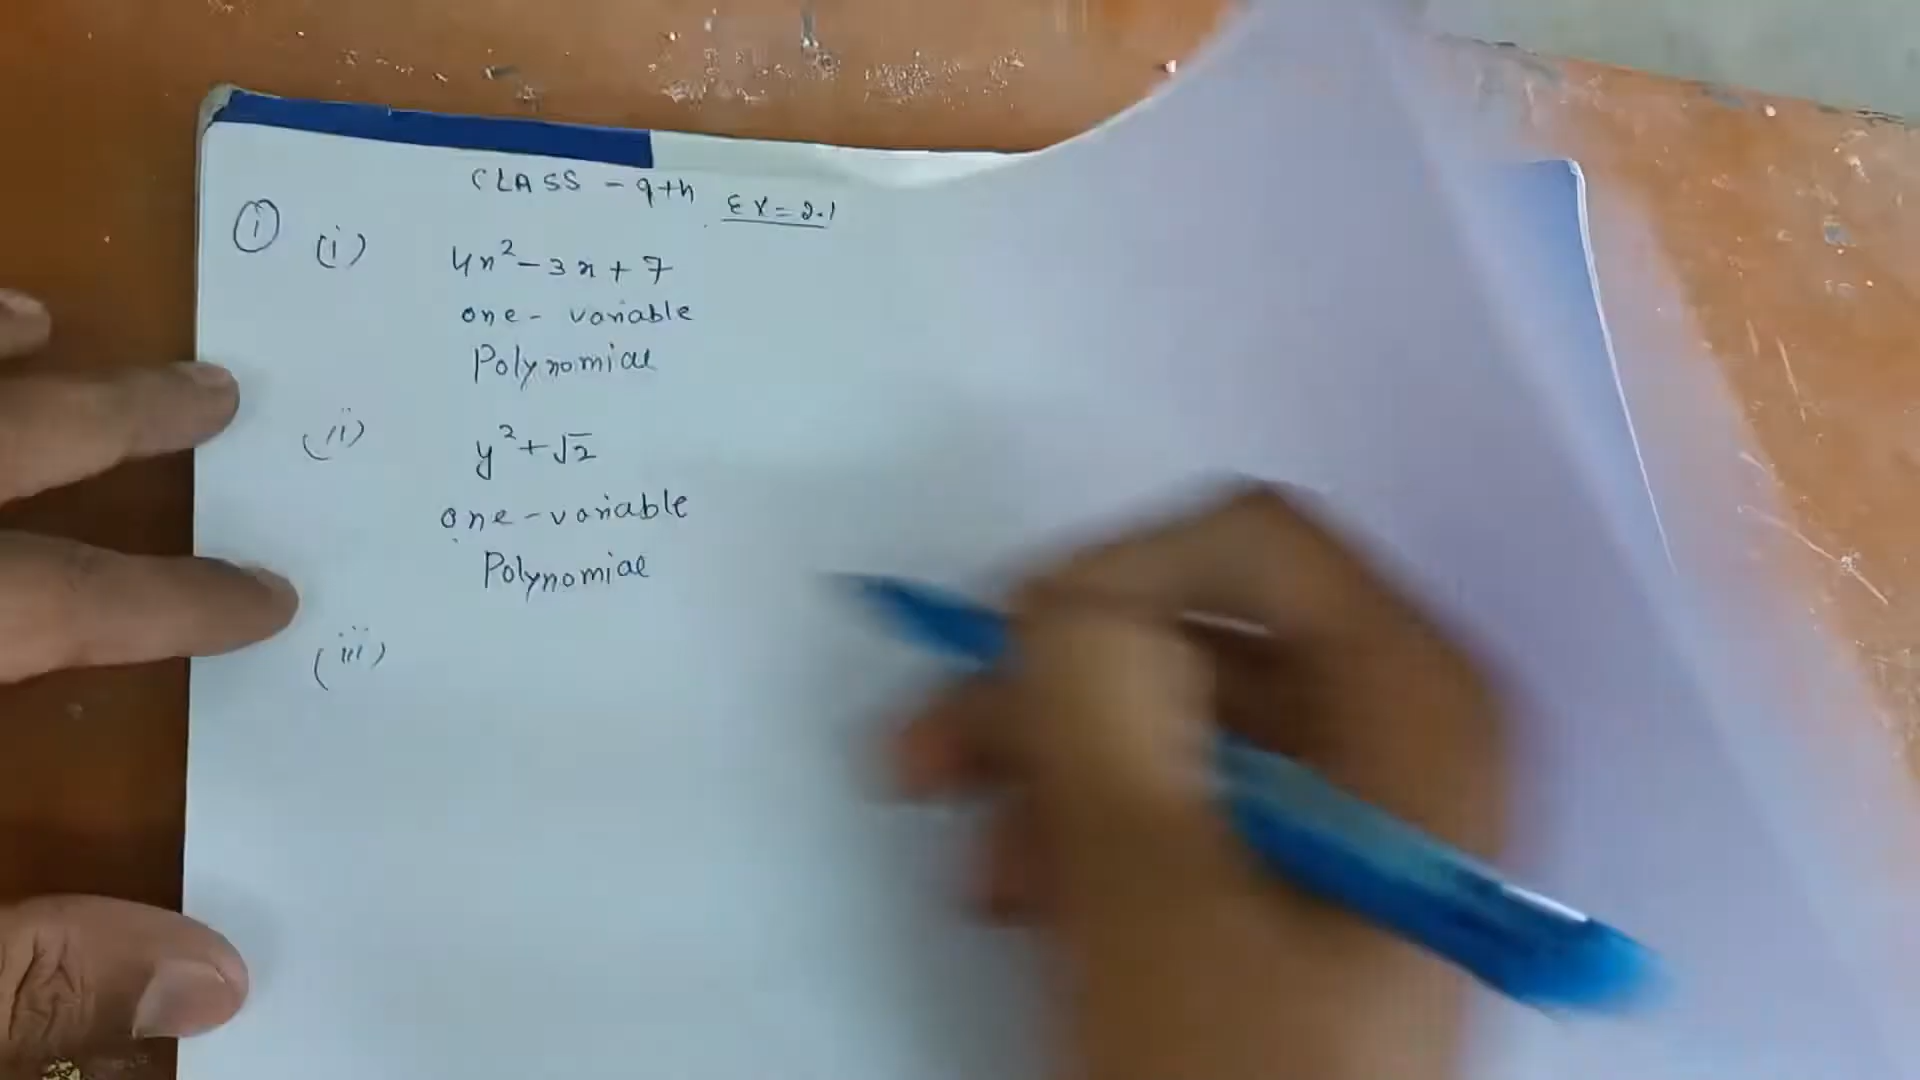 CLASS - 9th
EX = 2.1
① (i) 4x² - 3x + 7
one - variable
Polynomial
(ii) y² + √2
one - variable
Polynomial
(iii)